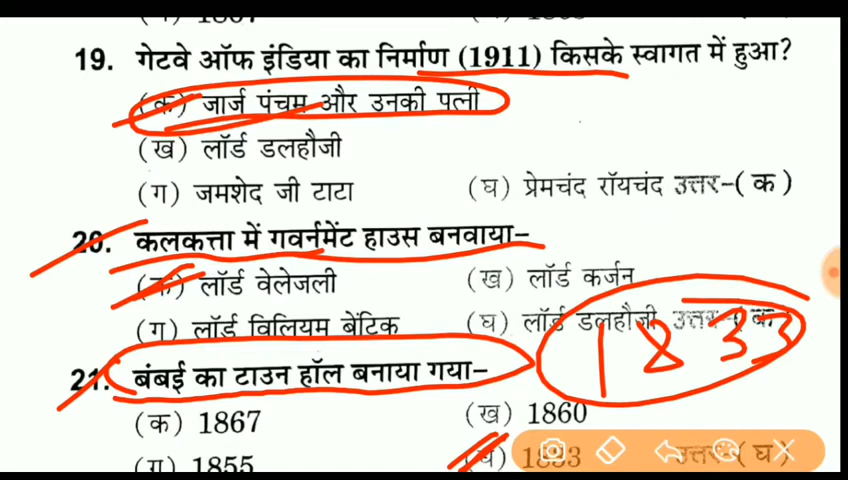 19. गेटवे ऑफ इंडिया का निर्माण (1911) किसके स्वागत में हुआ?
(क) जार्ज पंचम और उनकी पत्नी
(ख) लॉर्ड डलहौजी
(ग) जमशेद जी टाटा (घ) प्रेमचंद रॉयचंद उत्तर-(क)
20. कलकत्ता में गवर्नमेंट हाउस बनवाया-
(क) लॉर्ड वेलेजली (ख) लॉर्ड कर्जन
(ग) लॉर्ड विलियम बेंटिक (घ) लॉर्ड डलहौजी उत्तर-(क)
1833
21. बंबई का टाउन हॉल बनाया गया-
(क) 1867 (ख) 1860
(ग) 1855 (घ) 1833 उत्तर-(घ)